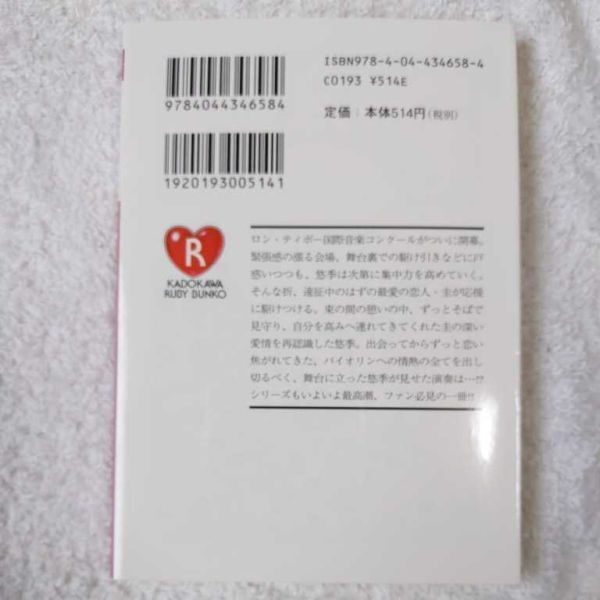 ISBN978-4-04-434658-4
C0193 ¥514E
9784044346584
定価:本体514円(税別)
1920193005141
R
KADOKAWA
RUBY BUNKO
ロン・ティボー国際音楽コンクールがついに開幕。
緊張感の張る会場、舞台裏での駆け引きなどに戸
惑いつつも、悠季は次第に集中力を高めていく。
そんな折、遠征中のはずの最愛の恋人・圭が応援
に駆けつける。束の間の憩いの中、ずっとそばで
見守り、自分を高みへ連れてきてくれた圭の深い
愛情を再認識した悠季。出会ってからずっと恋い
焦がれてきた、バイオリンへの情熱の全てを出し
切るべく、舞台に立った悠季が見せた演奏は…!?
シリーズもいよいよ最高潮、ファン必見の一冊!!